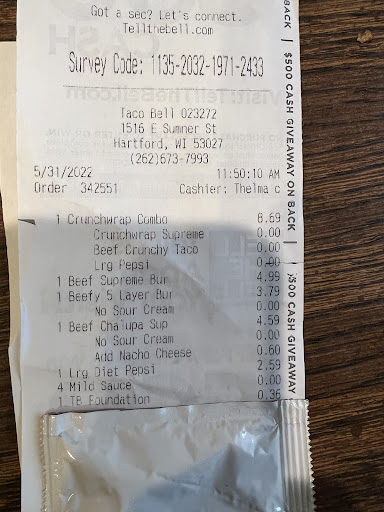 Got a sec? Let's connect.
Tellthebell.com
Survey Code: 1135-2032-1971-2433
Taco Bell 023272
1516 E Sumner St
Hartford, WI 53027
(262)673-7993
5/31/2022 11:50:10 AM
Order 342551 Cashier: Thelma c
1 Crunchwrap Combo 8.69
Crunchwrap Supreme 0.00
Beef Crunchy Taco 0.00
Lrg Pepsi 0.00
1 Beef Supreme Bur 4.99
1 Beefy 5 Layer Bur 3.79
No Sour Cream 0.00
1 Beef Chalupa Sup 4.59
No Sour Cream 0.00
Add Nacho Cheese 0.60
1 Lrg Diet Pepsi 2.59
4 Mild Sauce 0.00
1 TB Foundation 0.36
BACK | $500 CASH GIVEAWAY ON BACK | $500 CASH GIVEAWAY